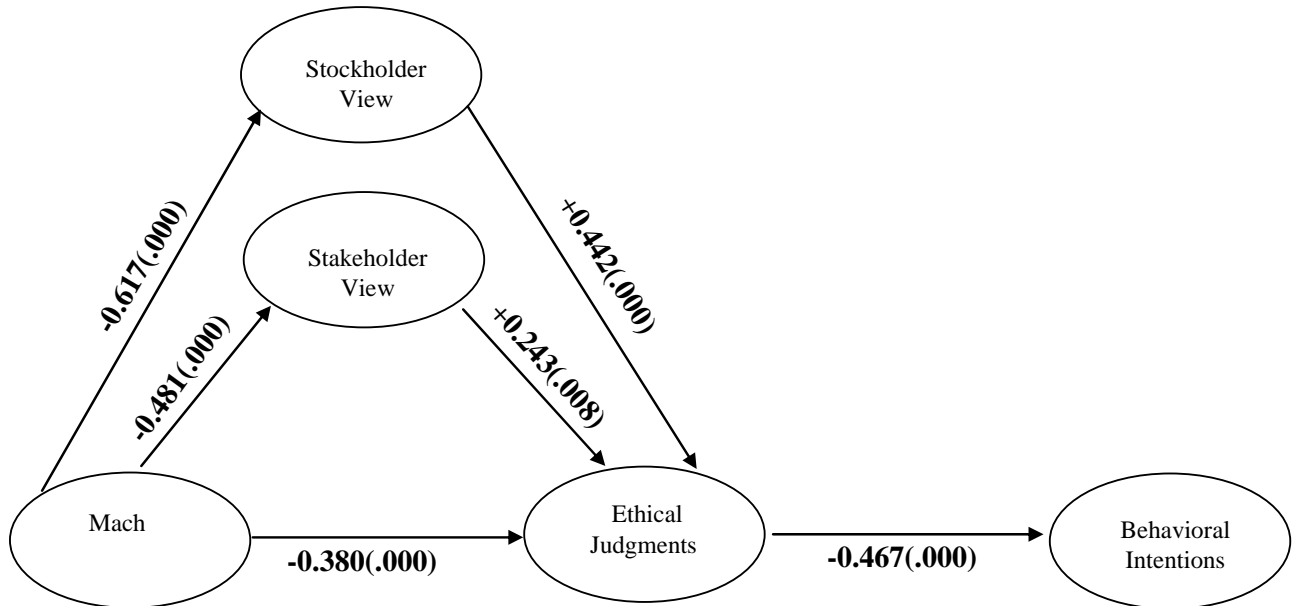 Stockholder
View
-0.617(.000)
+0.442(.000)
Stakeholder
View
-0.481(.000)
+0.243(.008)
Mach
Ethical
Judgments
Behavioral
Intentions
-0.380(.000)
-0.467(.000)